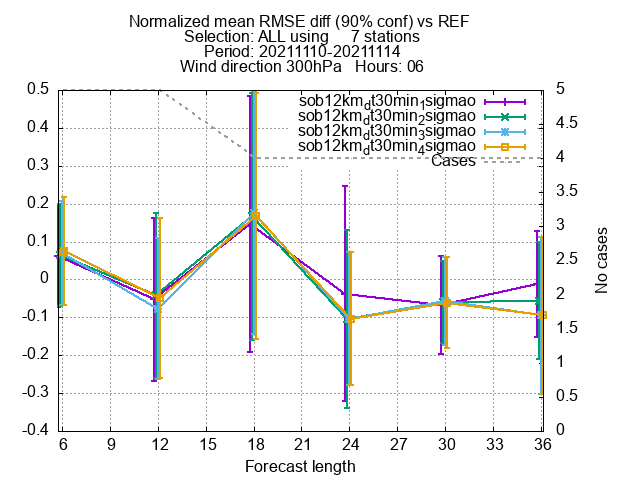 Normalized mean RMSE diff (90% conf) vs REF
Selection: ALL using     7 stations
Period: 20211110-20211114
Wind direction 300hPa   Hours: 06
sob12km_dt30min_1sigmao
sob12km_dt30min_2sigmao
sob12km_dt30min_3sigmao
sob12km_dt30min_4sigmao
Cases
0.5
0.4
0.3
0.2
0.1
0
-0.1
-0.2
-0.3
-0.4
5
4.5
4
3.5
3
2.5
2
1.5
1
0.5
0
No cases
6 9 12 15 18 21 24 27 30 33 36
Forecast length